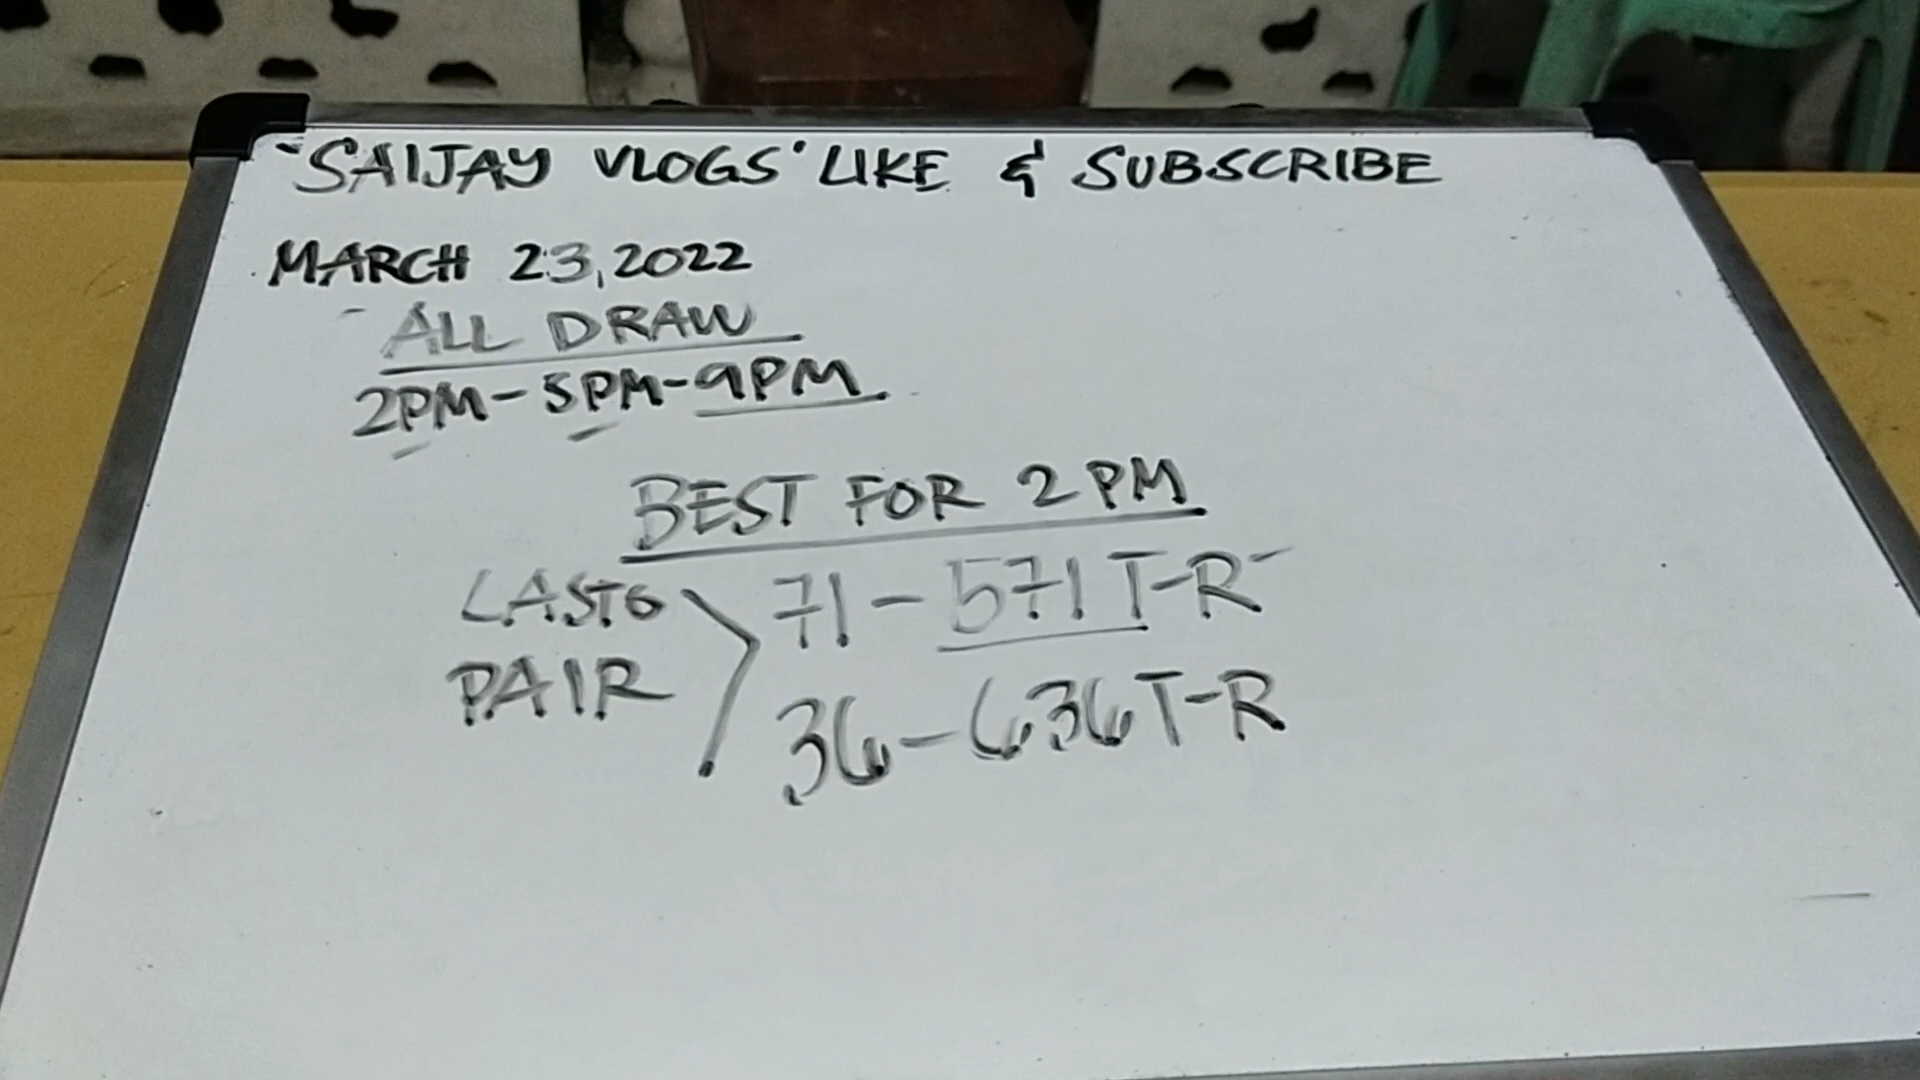 "SAIJAY VLOGS" LIKE & SUBSCRIBE
MARCH 23, 2022
ALL DRAW
2PM-5PM-9PM
BEST FOR 2PM
LASTO PAIR
71-571T-R
36-636T-R